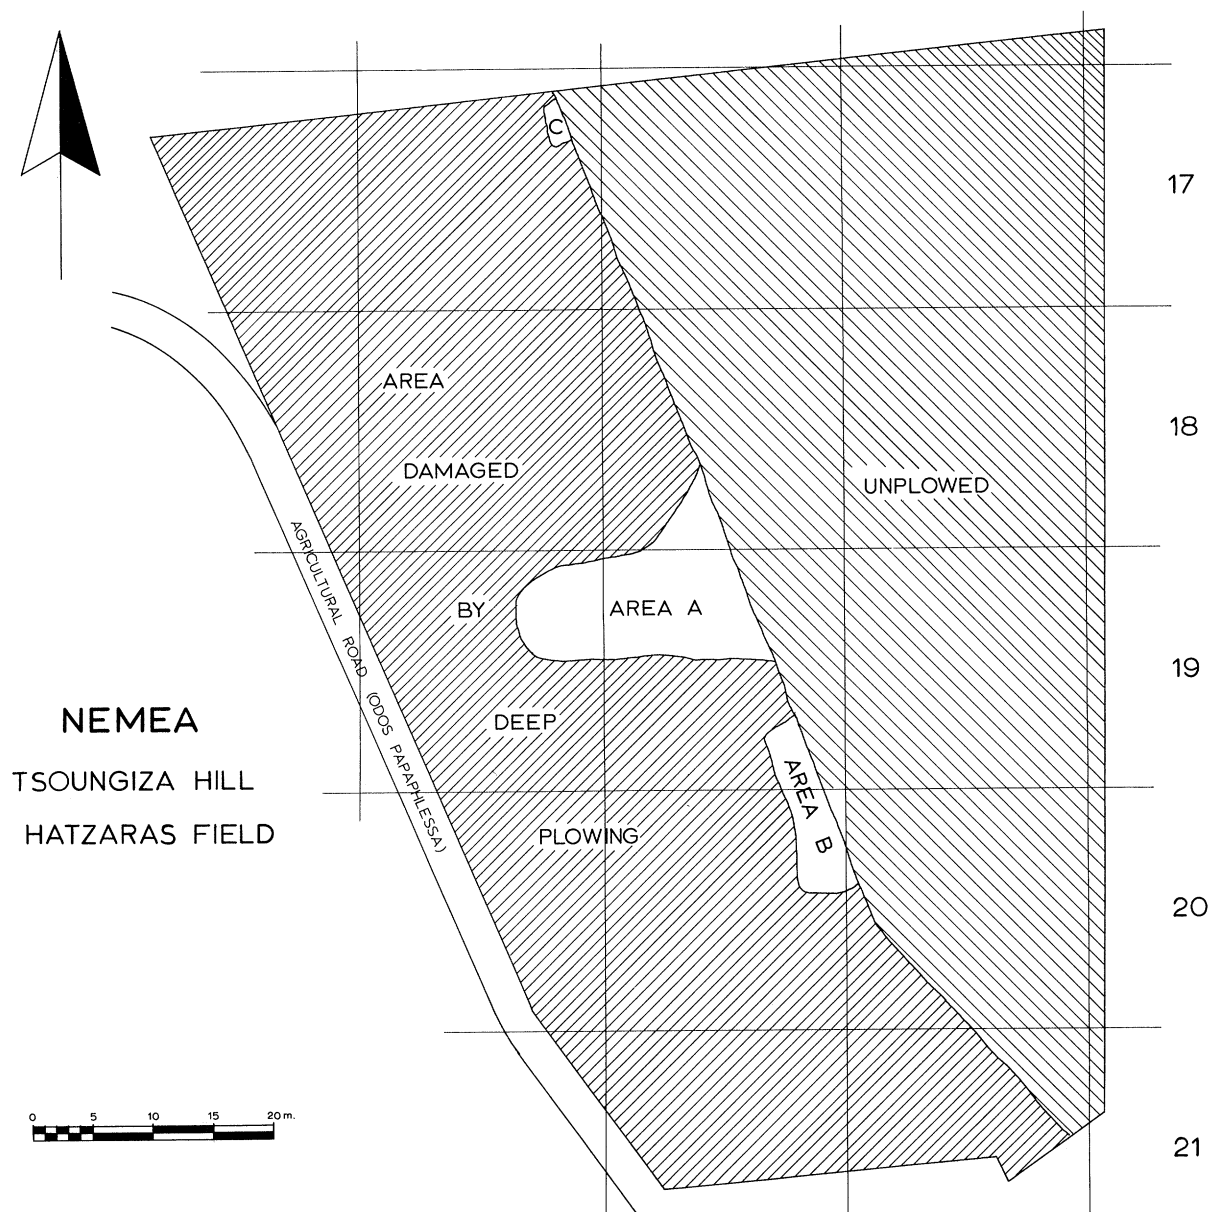 C
17
AREA
18
DAMAGED
UNPLOWED
AGRICULTURAL ROAD (ODOS PAPAPHLESSA)
BY
AREA A
19
NEMEA
DEEP
TSOUNGIZA HILL
AREA B
HATZARAS FIELD
PLOWING
20
0 5 10 15 20 m.
21